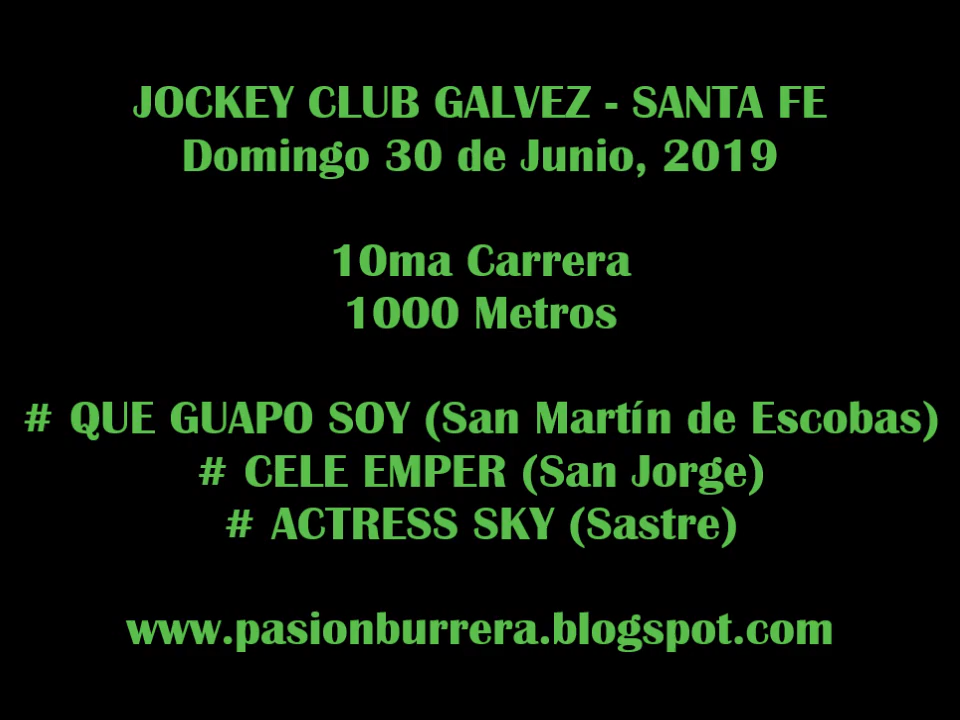 JOCKEY CLUB GALVEZ - SANTA FE
Domingo 30 de Junio, 2019
10ma Carrera
1000 Metros
# QUE GUAPO SOY (San Martín de Escobas)
# CELE EMPER (San Jorge)
# ACTRESS SKY (Sastre)
www.pasionburrera.blogspot.com